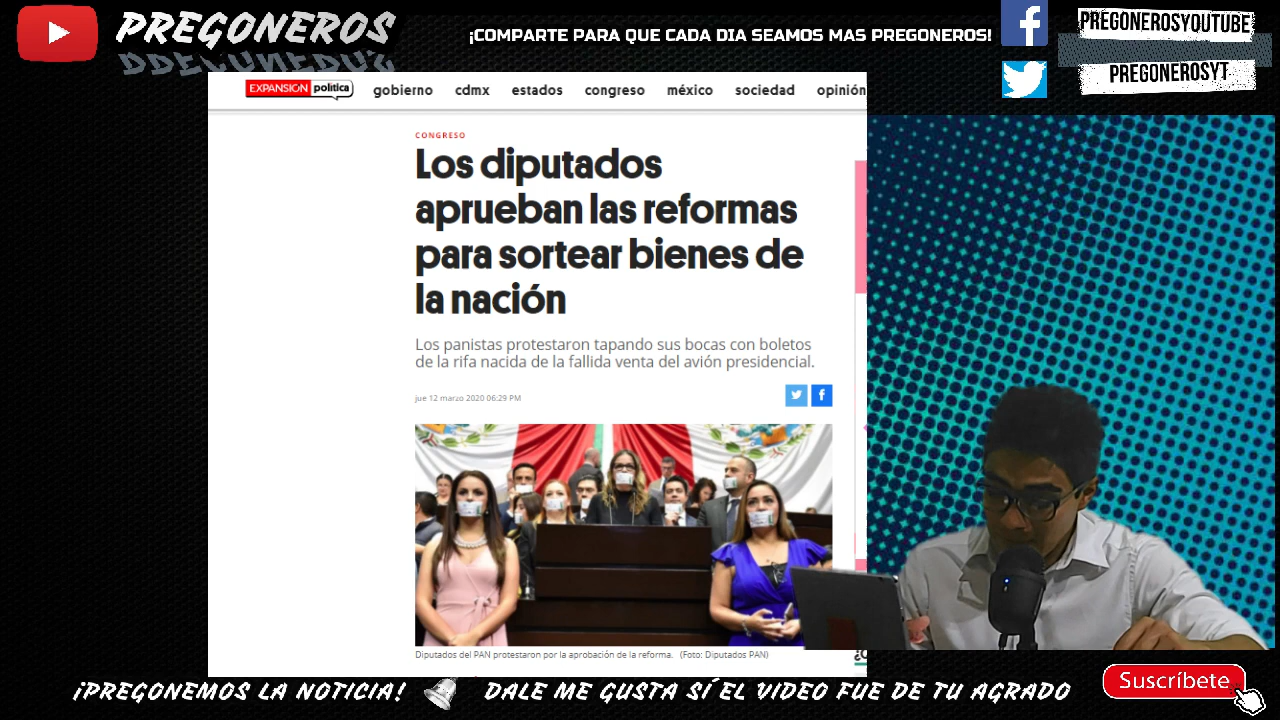 PREGONEROS
¡COMPARTE PARA QUE CADA DIA SEAMOS MAS PREGONEROS!
PREGONEROSYOUTUBE
PREGONEROSYT
EXPANSIÓN política
gobierno cdmx estados congreso méxico sociedad opinión
CONGRESO
Los diputados
aprueban las reformas
para sortear bienes de
la nación
Los panistas protestaron tapando sus bocas con boletos
de la rifa nacida de la fallida venta del avión presidencial.
jue 12 marzo 2020 06:29 PM
Diputados del PAN protestaron por la aprobación de la reforma. (Foto: Diputados PAN)
¡PREGONEMOS LA NOTICIA! DALE ME GUSTA SÍ EL VIDEO FUE DE TU AGRADO
Suscríbete